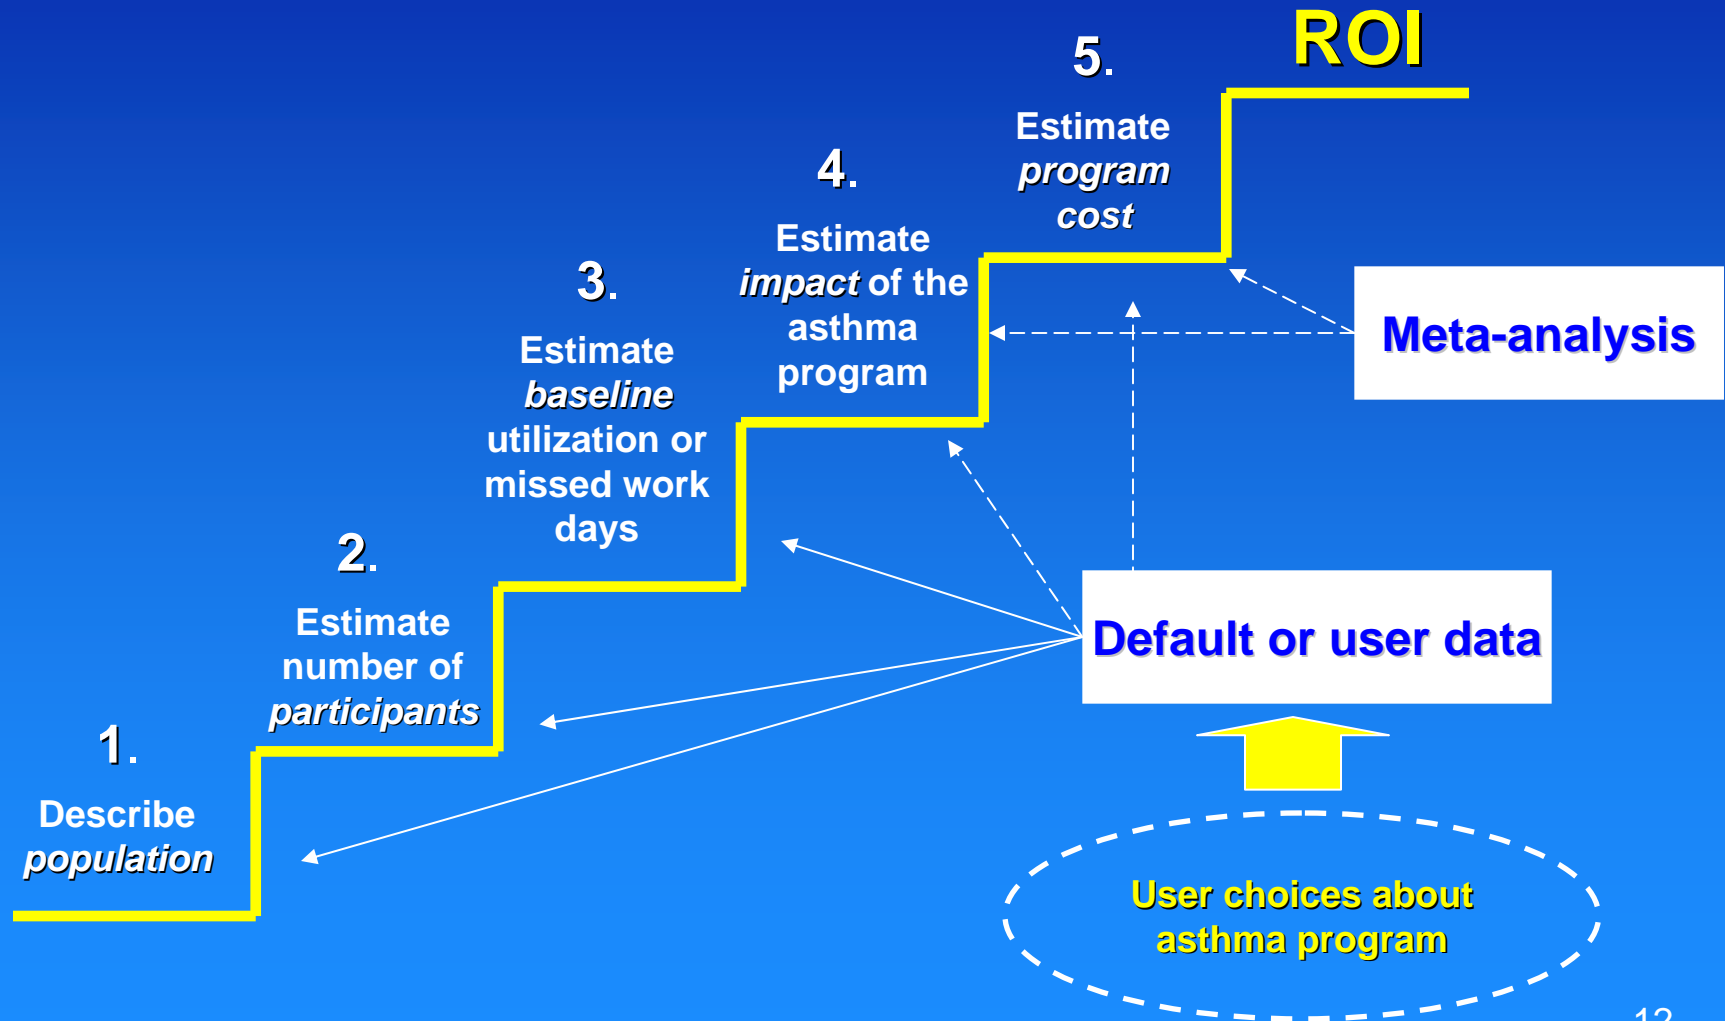 1.
Describe
population
2.
Estimate
number of
participants
3.
Estimate
baseline
utilization or
missed work
days
4.
Estimate
impact of the
asthma
program
5.
Estimate
program
cost
ROI
Meta-analysis
Default or user data
User choices about
asthma program
12